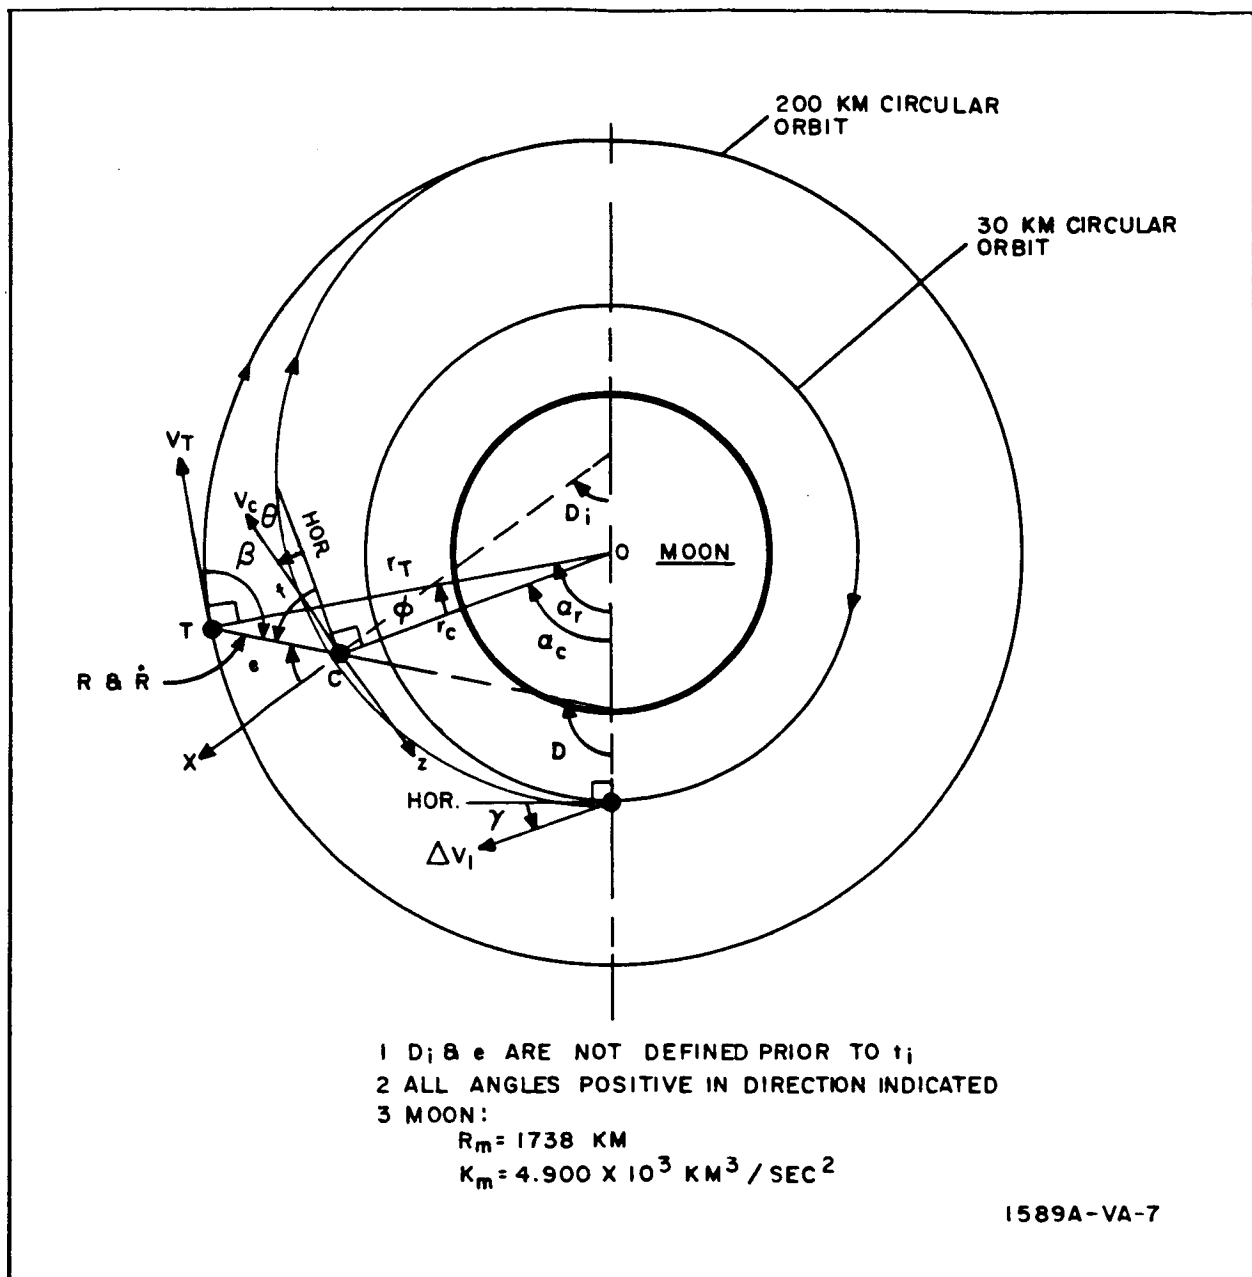 200 KM CIRCULAR
ORBIT
30 KM CIRCULAR
ORBIT
VT
Vc
θ
HOR.
β
Di
rT
O
MOON
t
ϕ
rc
αr
αc
T
e
C
R & Ṙ
X
D
z
HOR.
γ
ΔV1
1 Di & e ARE NOT DEFINED PRIOR TO ti
2 ALL ANGLES POSITIVE IN DIRECTION INDICATED
3 MOON:
Rm = 1738 KM
Km = 4.900 X 10³ KM³ / SEC²
1589A-VA-7